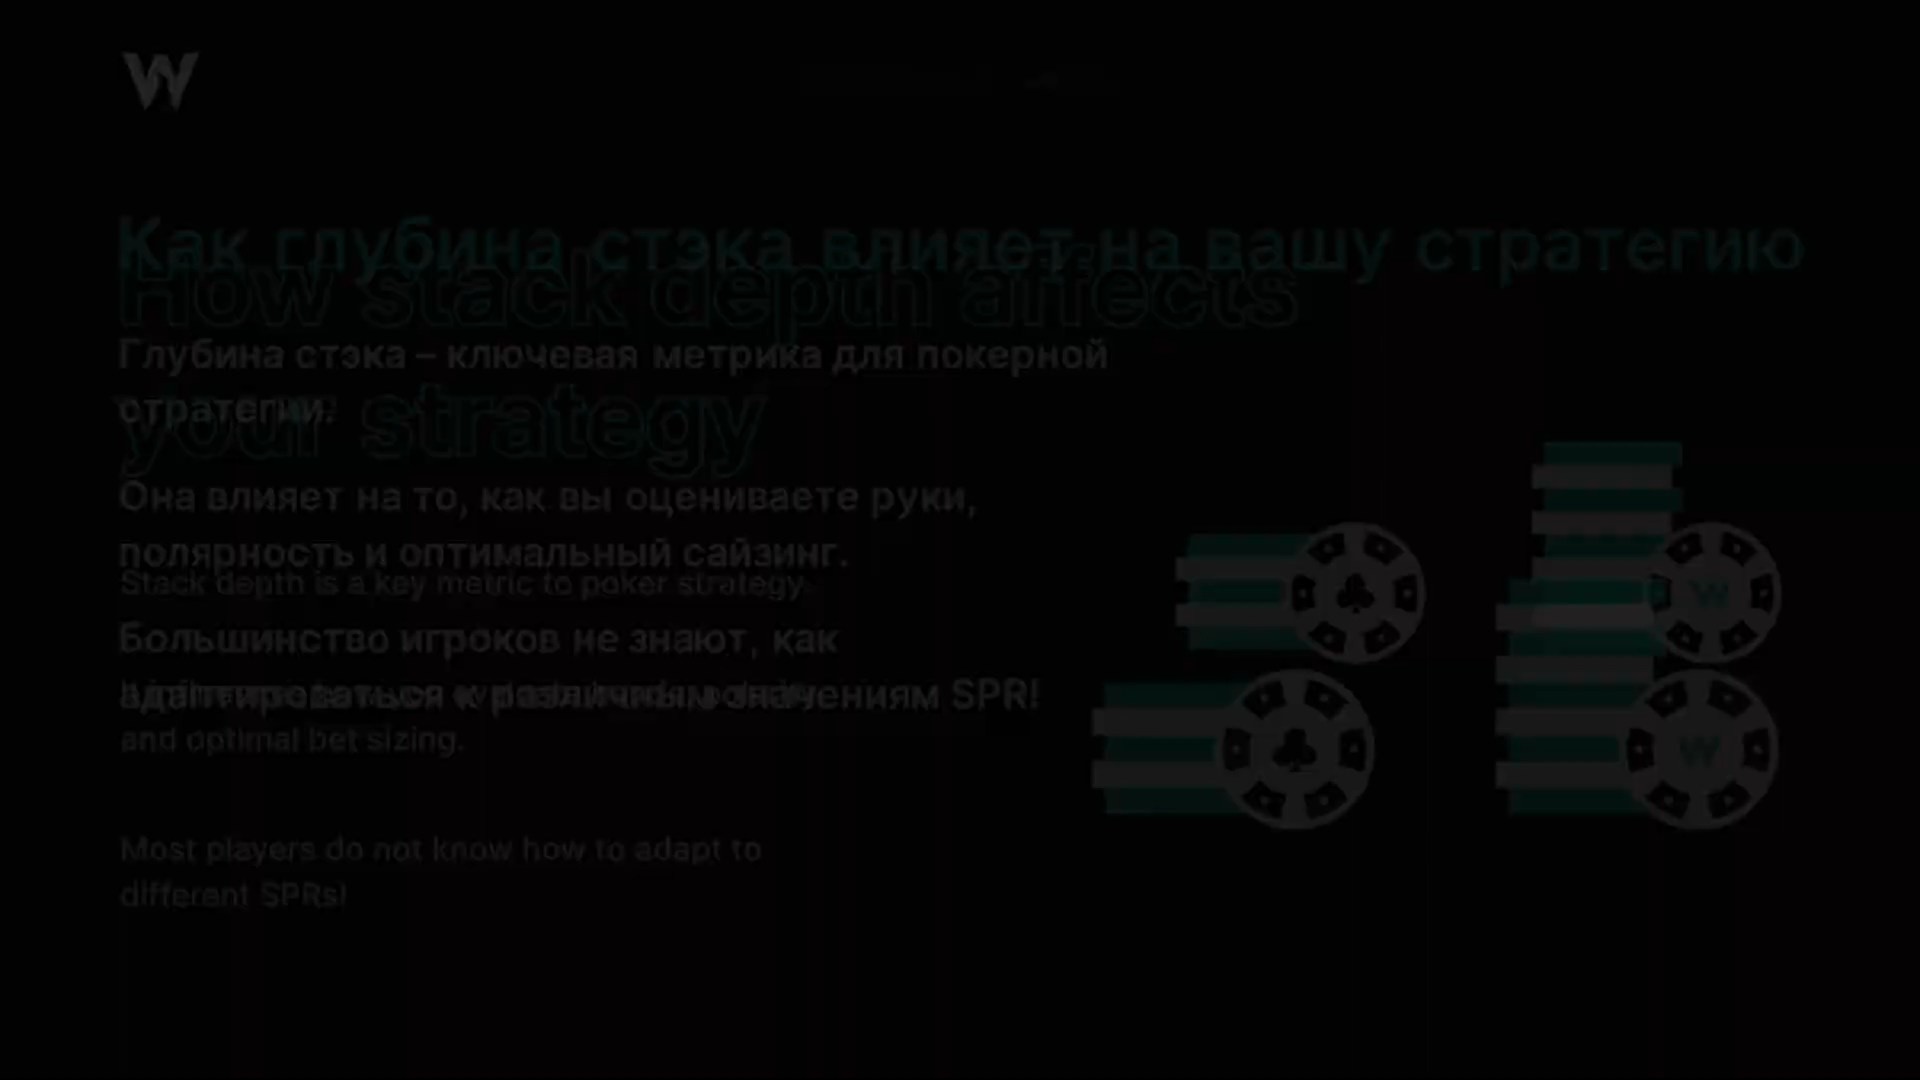 W
Как глубина стэка влияет на вашу стратегию
How stack depth affects
Глубина стэка – ключевая метрика для покерной
стратегии.
your strategy
Она влияет на то, как вы оцениваете руки,
полярность и оптимальный сайзинг.
Stack depth is a key metric to poker strategy.
Большинство игроков не знают, как
адаптироваться к различным значениям SPR!
and optimal bet sizing.
Most players do not know how to adapt to
different SPRs!
W
W